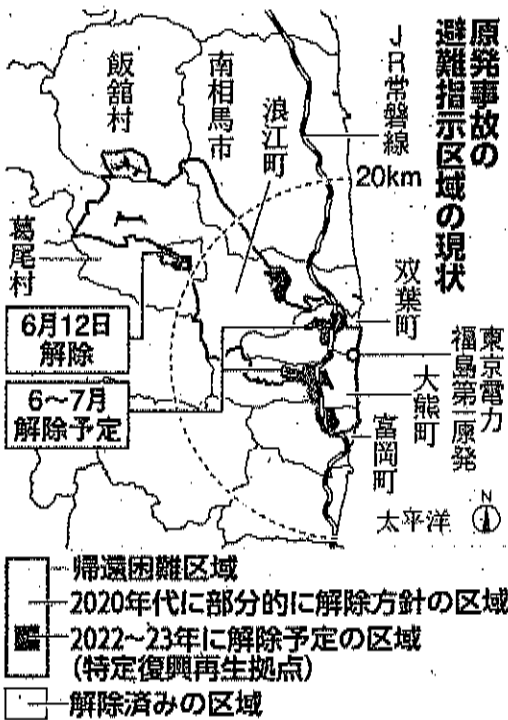 原発事故の
避難指示区域の現状
JR常磐線
20km
飯舘村
南相馬市
浪江町
葛尾村
双葉町
東京電力
福島第一原発
大熊町
富岡町
太平洋
N
6月12日
解除
6〜7月
解除予定
帰還困難区域
2020年代に部分的に解除方針の区域
2022〜23年に解除予定の区域
(特定復興再生拠点)
解除済みの区域